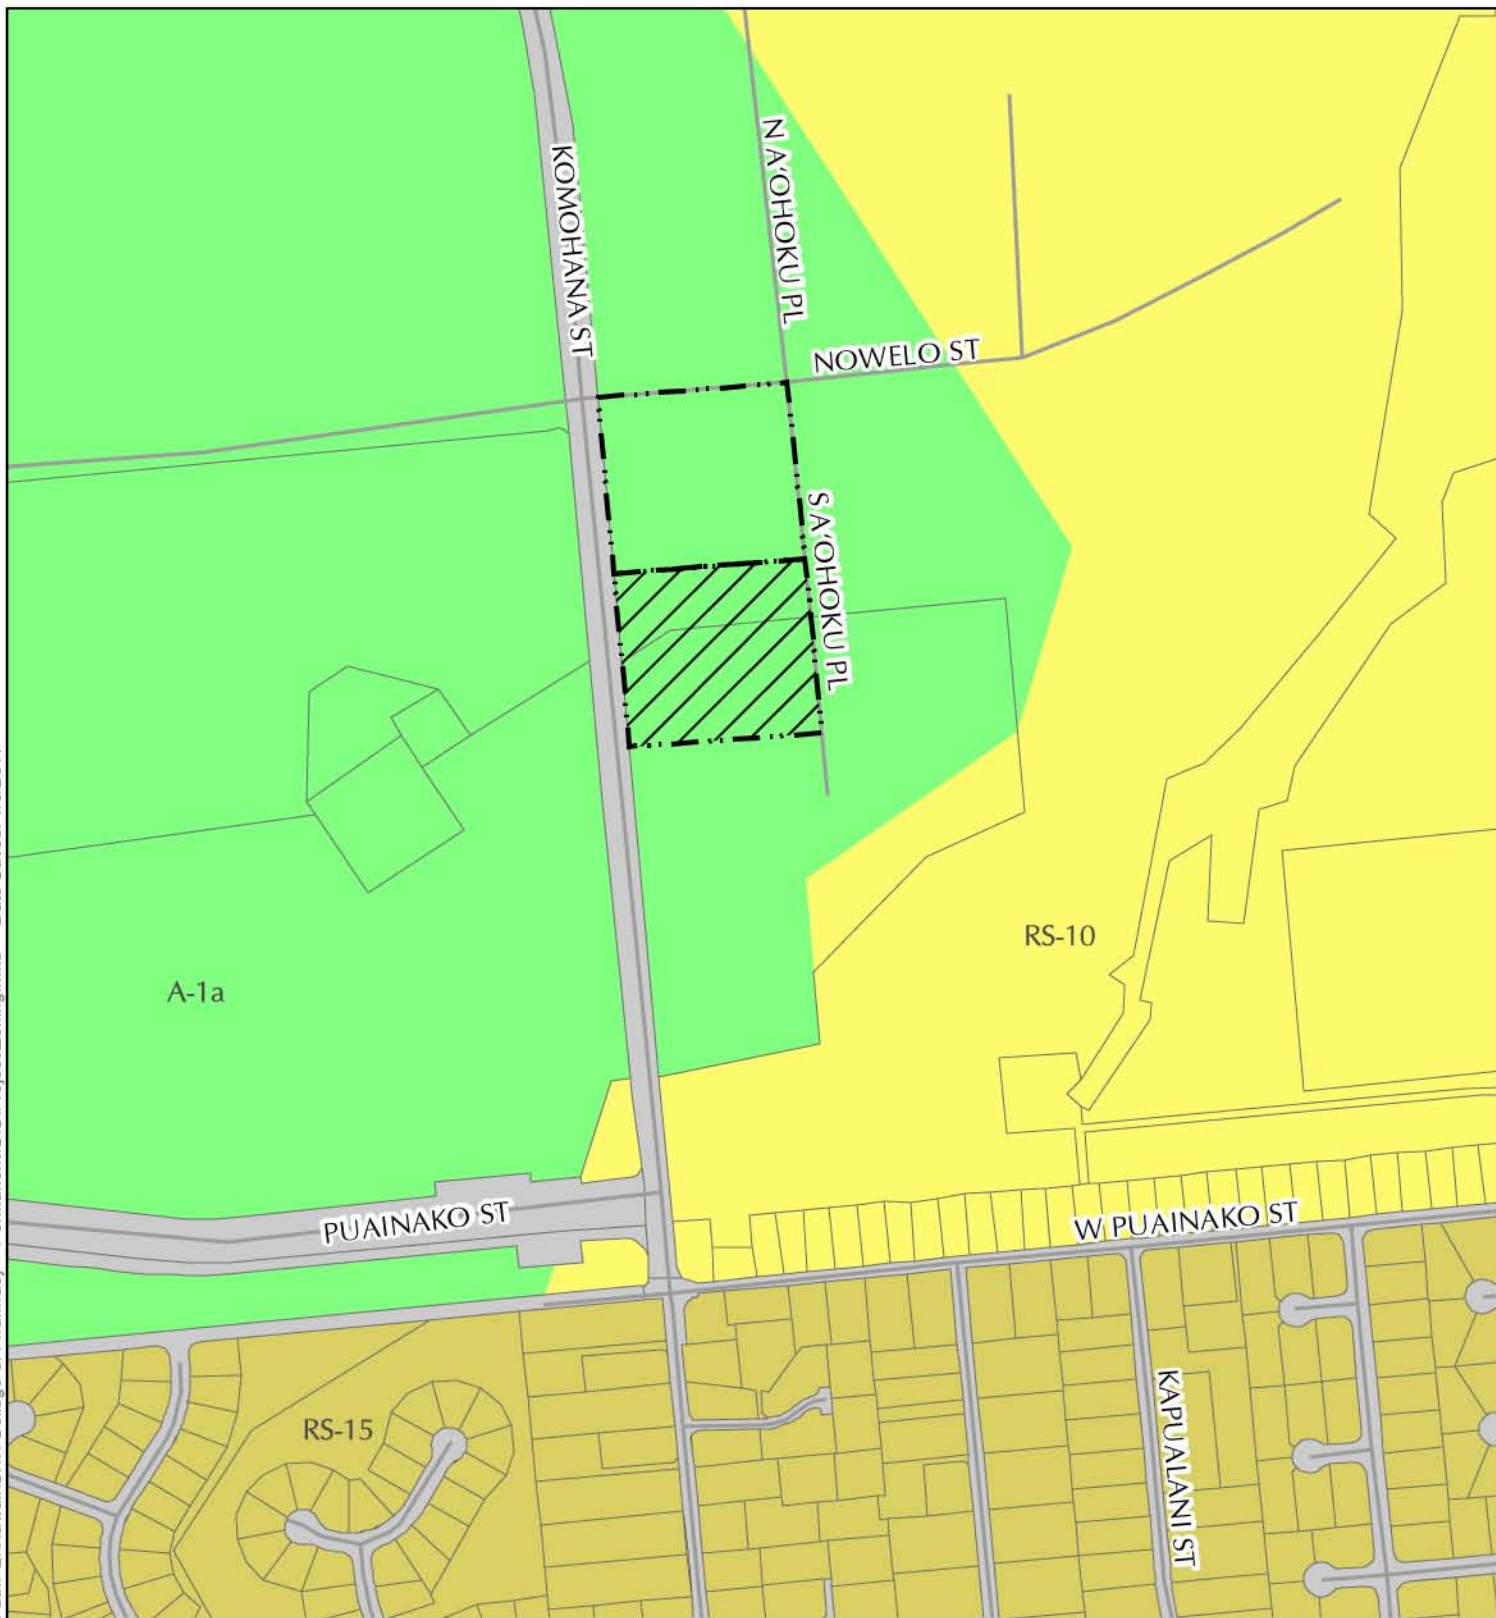 KOMOHANA ST
N A'OHOKU PL
NOWELO ST
S A'OHOKU PL
RS-10
A-1a
PUAINAKO ST
W PUAINAKO ST
RS-15
KAPUALANI ST